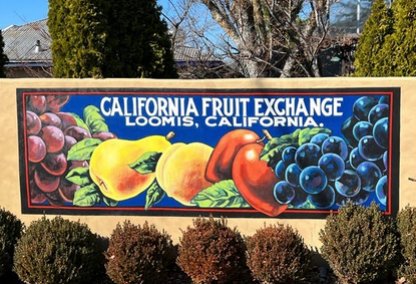 CALIFORNIA FRUIT EXCHANGE
LOOMIS, CALIFORNIA.